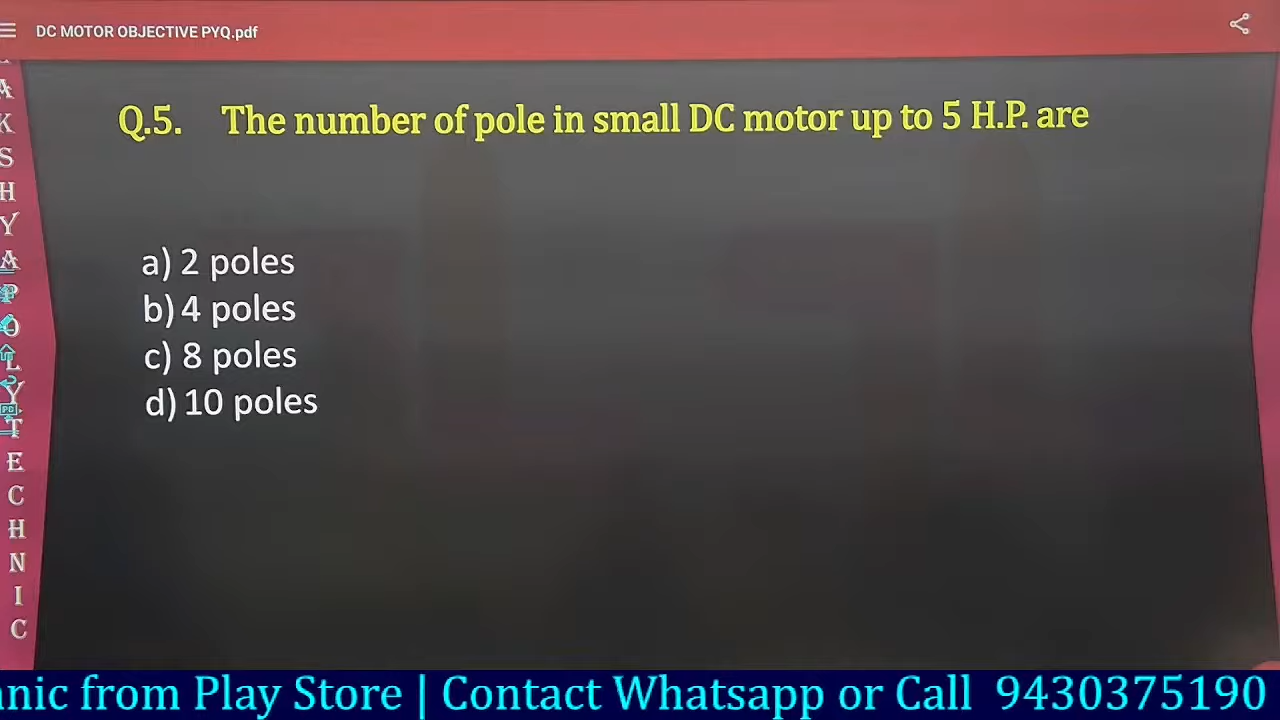 DC MOTOR OBJECTIVE PYQ.pdf
Q.5. The number of pole in small DC motor up to 5 H.P. are
a) 2 poles
b) 4 poles
c) 8 poles
d) 10 poles
A
K
S
H
Y
A
P
O
L
Y
T
E
C
H
N
I
C
nic from Play Store | Contact Whatsapp or Call 9430375190